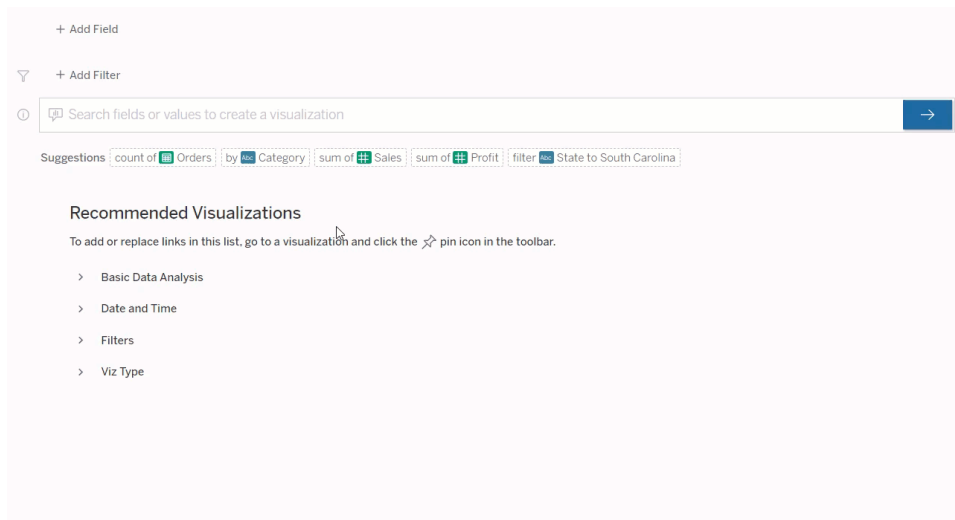 + Add Field
+ Add Filter
Search fields or values to create a visualization
Suggestions count of Orders by Abc Category sum of Sales sum of Profit filter Abc State to South Carolina
Recommended Visualizations
To add or replace links in this list, go to a visualization and click the pin icon in the toolbar.
> Basic Data Analysis
> Date and Time
> Filters
> Viz Type